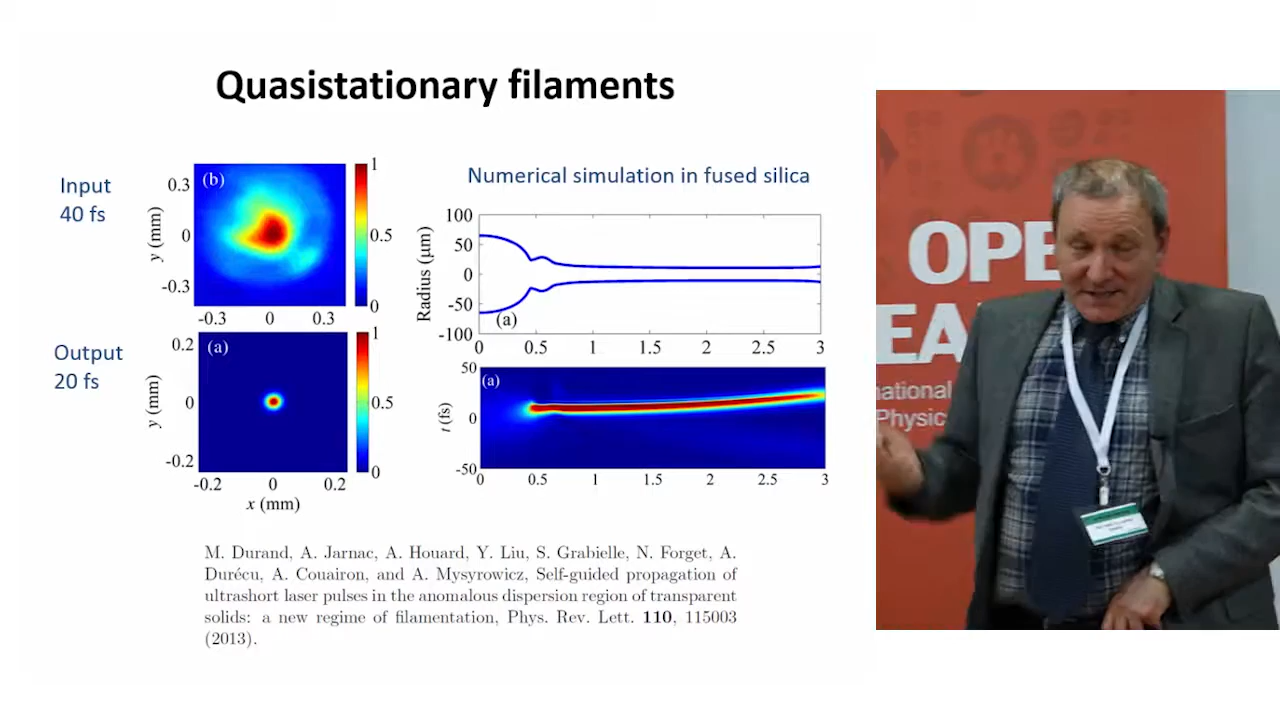 Quasistationary filaments
Input
40 fs
(b)
y (mm)
0.3
0
-0.3
-0.3 0 0.3
1
0.5
0
Output
20 fs
(a)
y (mm)
0.2
0
-0.2
-0.2 0 0.2
x (mm)
1
0.5
0
Numerical simulation in fused silica
Radius (μm)
100
50
0
-50
-100
(a)
0 0.5 1 1.5 2 2.5 3
(a)
t (fs)
50
0
-50
0 0.5 1 1.5 2 2.5 3
M. Durand, A. Jarnac, A. Houard, Y. Liu, S. Grabielle, N. Forget, A.
Durécu, A. Couairon, and A. Mysyrowicz, Self-guided propagation of
ultrashort laser pulses in the anomalous dispersion region of transparent
solids: a new regime of filamentation, Phys. Rev. Lett. 110, 115003
(2013).
OPE
EA
national
Physic